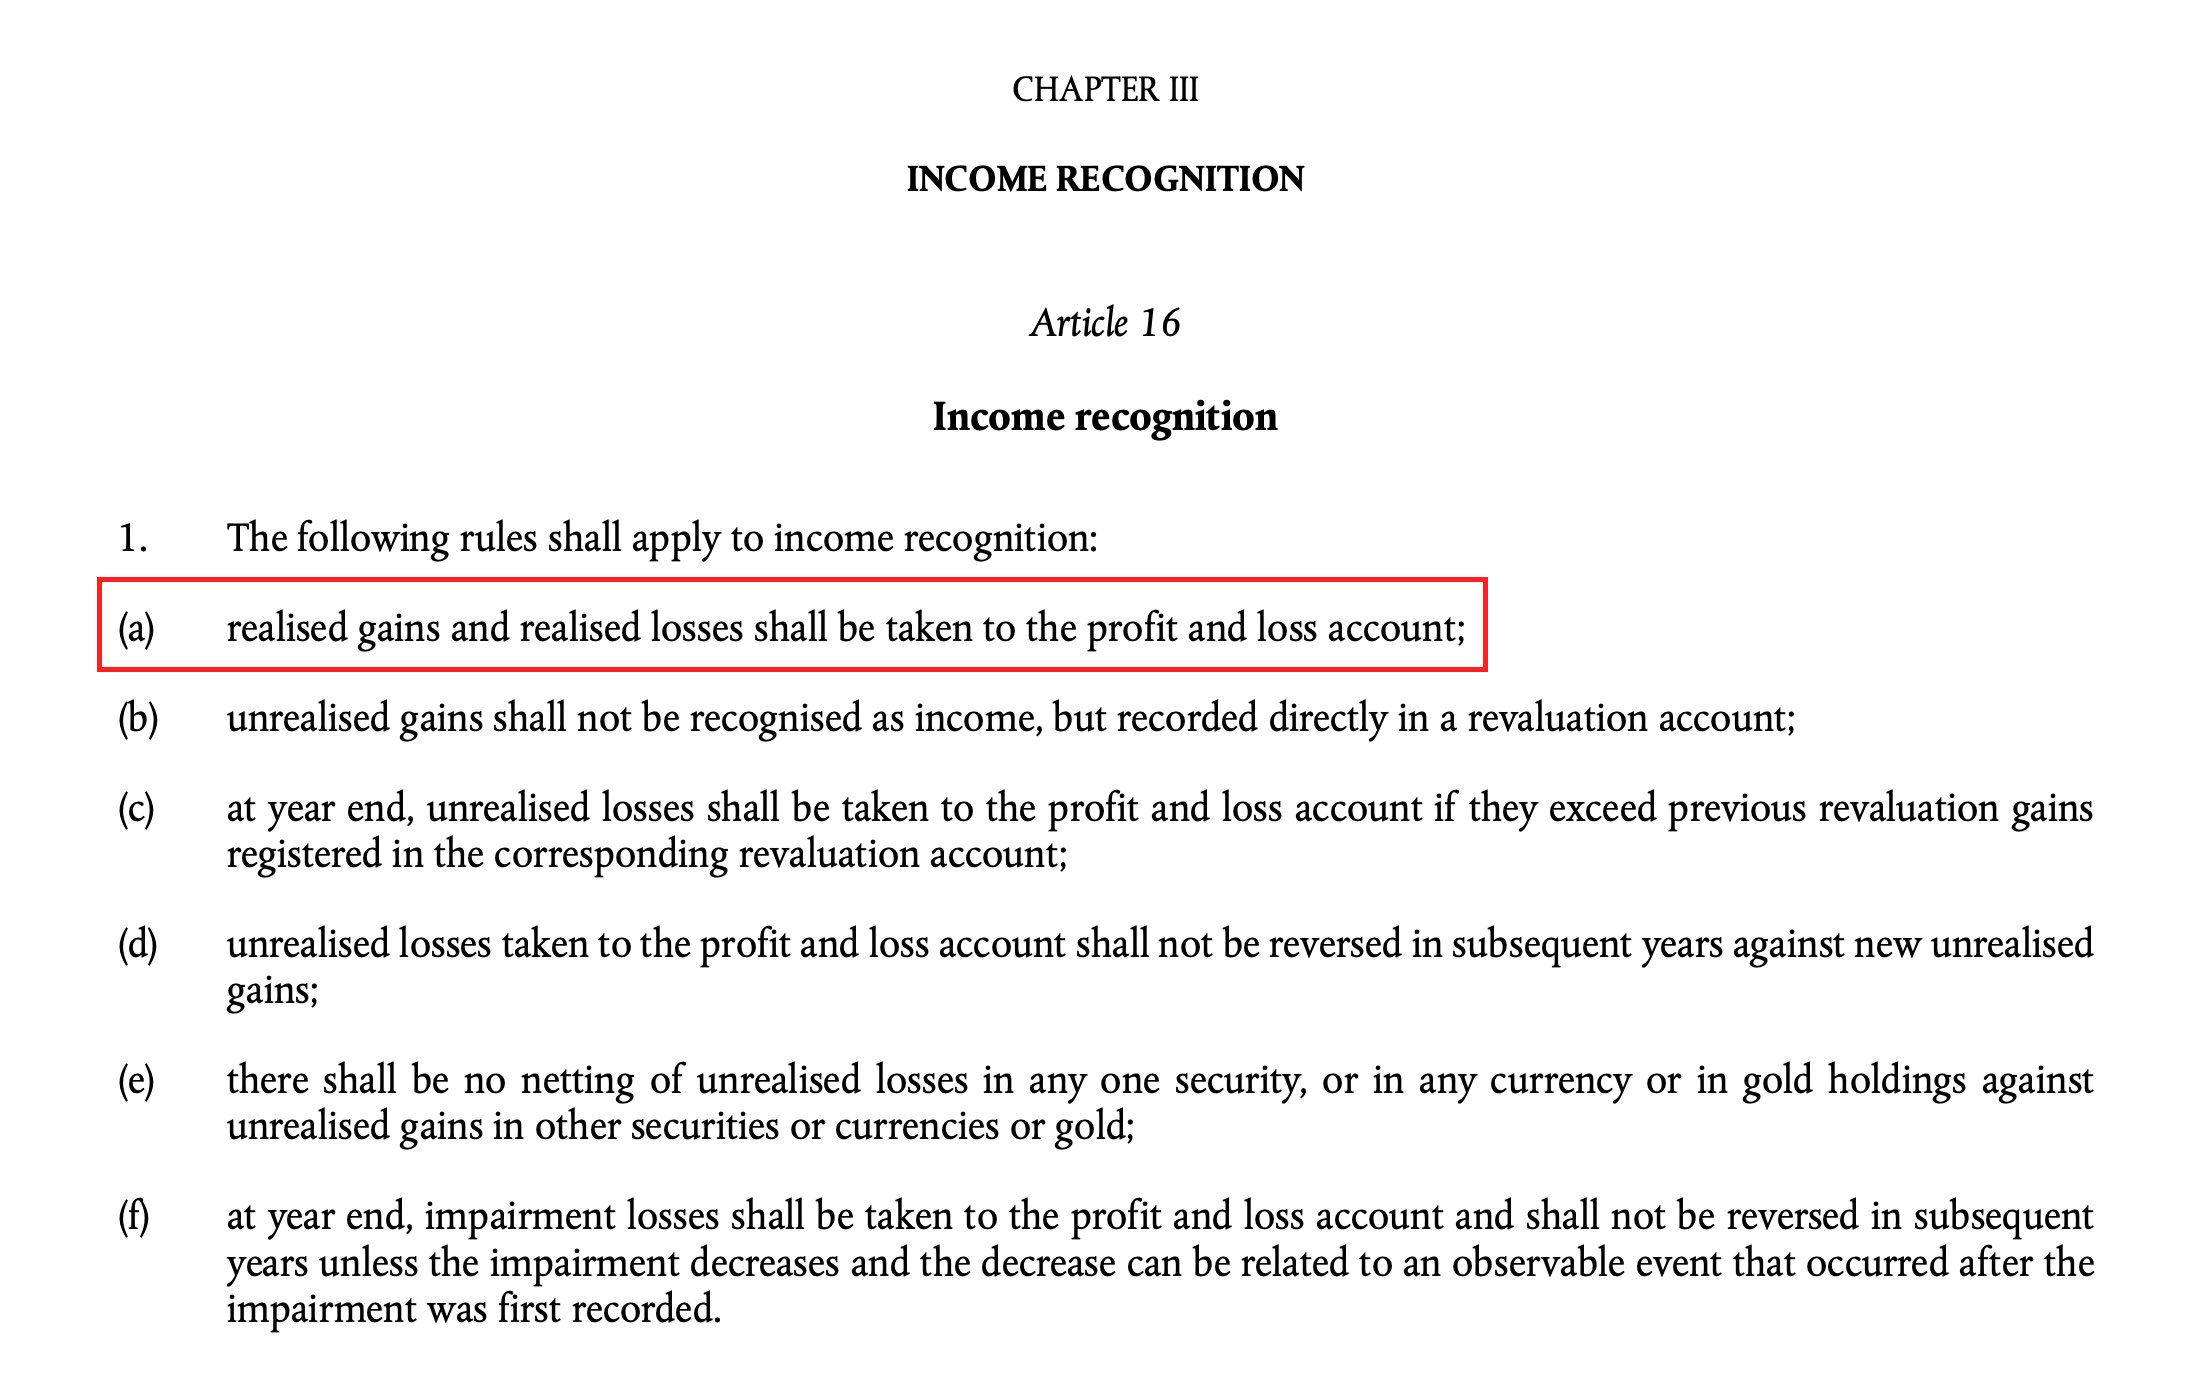 CHAPTER III
INCOME RECOGNITION
Article 16
Income recognition
1. The following rules shall apply to income recognition:
(a) realised gains and realised losses shall be taken to the profit and loss account;
(b) unrealised gains shall not be recognised as income, but recorded directly in a revaluation account;
(c) at year end, unrealised losses shall be taken to the profit and loss account if they exceed previous revaluation gains
registered in the corresponding revaluation account;
(d) unrealised losses taken to the profit and loss account shall not be reversed in subsequent years against new unrealised
gains;
(e) there shall be no netting of unrealised losses in any one security, or in any currency or in gold holdings against
unrealised gains in other securities or currencies or gold;
(f) at year end, impairment losses shall be taken to the profit and loss account and shall not be reversed in subsequent
years unless the impairment decreases and the decrease can be related to an observable event that occurred after the
impairment was first recorded.